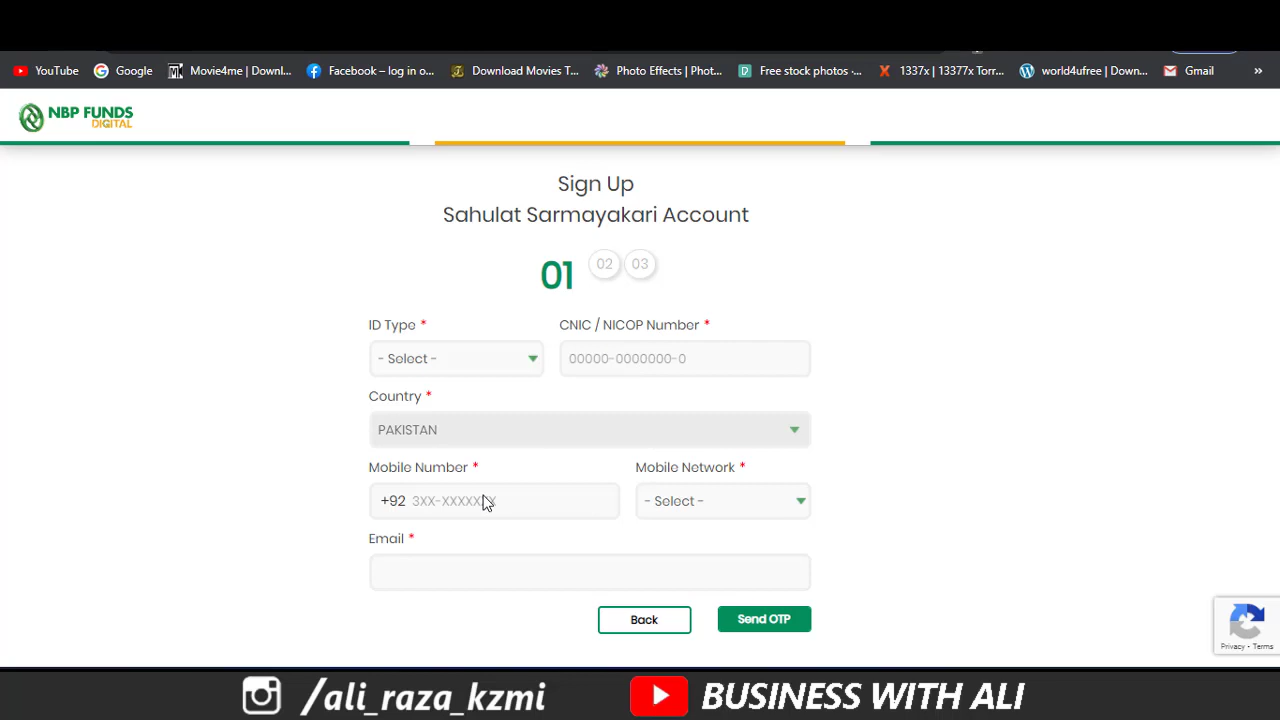 YouTube Google Movie4me | Downl... Facebook – log in o... Download Movies T... Photo Effects | Phot... Free stock photos -... 1337x | 13377x Torr... world4ufree | Down... Gmail »
NBP FUNDS
DIGITAL
Sign Up
Sahulat Sarmayakari Account
01 02 03
ID Type * CNIC / NICOP Number *
- Select - 00000-0000000-0
Country *
PAKISTAN
Mobile Number * Mobile Network *
+92 3XX-XXXXXXX - Select -
Email *
Back Send OTP
Privacy - Terms
/ali_raza_kzmi BUSINESS WITH ALI